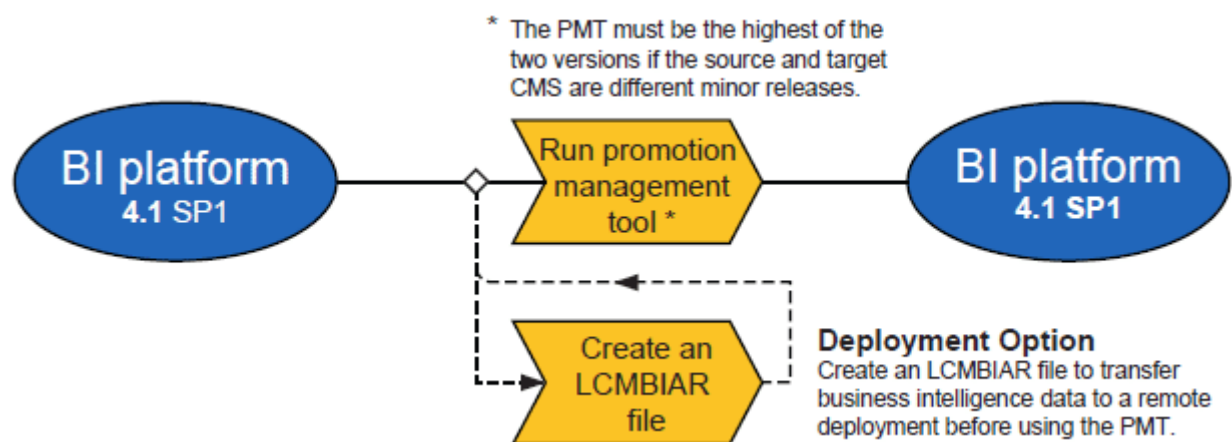 * The PMT must be the highest of the
two versions if the source and target
CMS are different minor releases.
BI platform
4.1 SP1
Run promotion
management
tool *
BI platform
4.1 SP1
Create an
LCMBIAR
file
Deployment Option
Create an LCMBIAR file to transfer
business intelligence data to a remote
deployment before using the PMT.